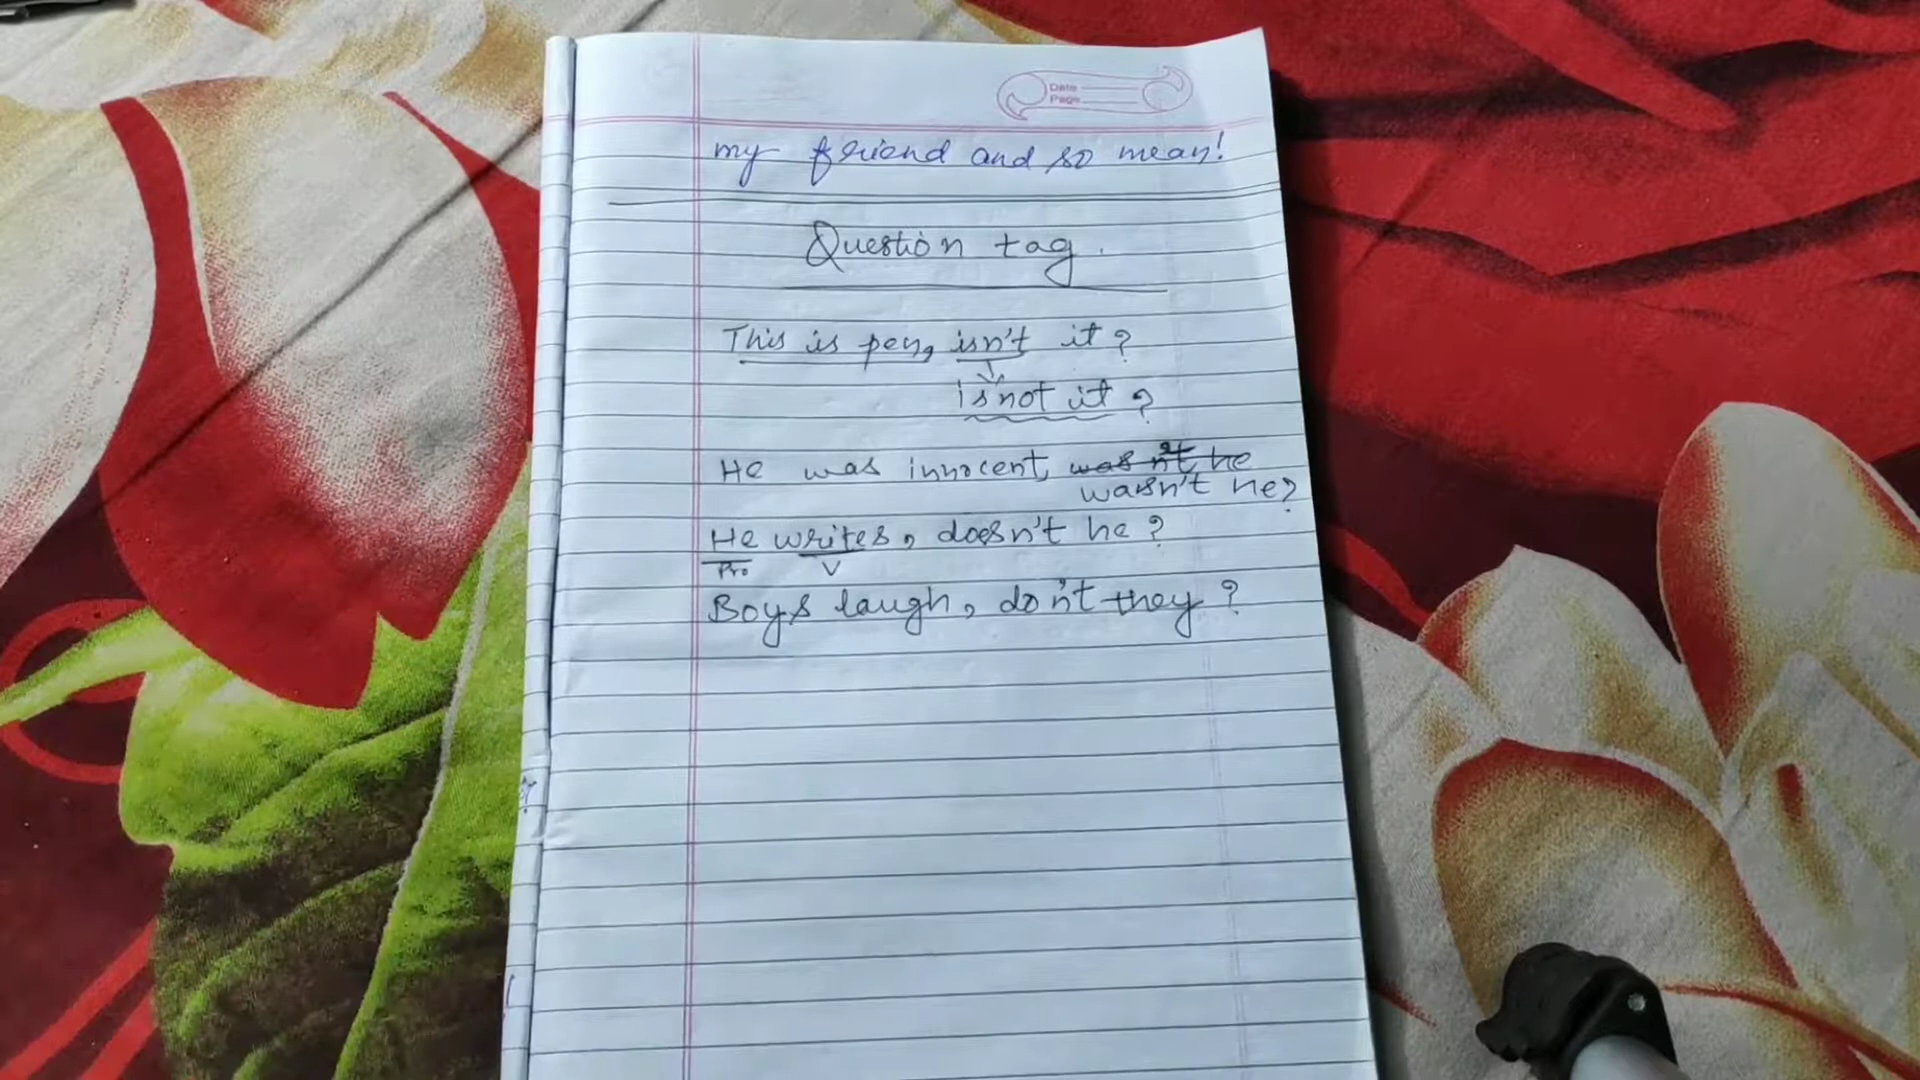 Date
Page
my friend and so mean!
Question tag.
This is pen, isn't it?
is not it?
He was innocent, wasn't he
wasn't he?
He writes, doesn't he?
Pro V
Boys laugh, don't they?